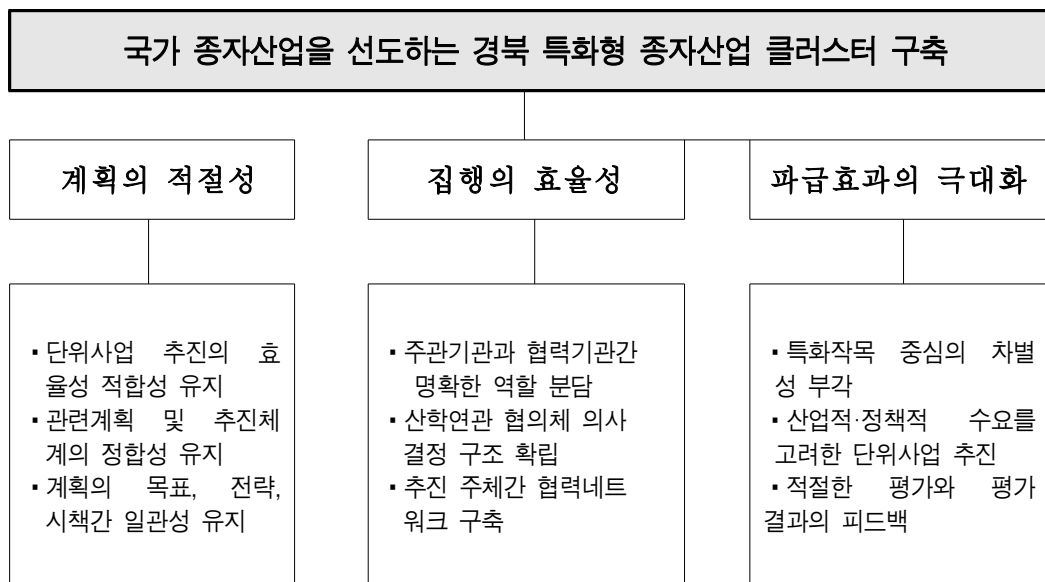 국가 종자산업을 선도하는 경북 특화형 종자산업 클러스터 구축
계획의 적절성
▪ 단위사업 추진의 효
율성 적합성 유지
▪ 관련계획 및 추진체
계의 정합성 유지
▪ 계획의 목표, 전략,
시책간 일관성 유지
집행의 효율성
▪ 주관기관과 협력기관간
명확한 역할 분담
▪ 산학연관 협의체 의사
결정 구조 확립
▪ 추진 주체간 협력네트
워크 구축
파급효과의 극대화
▪ 특화작목 중심의 차별
성 부각
▪ 산업적·정책적 수요를
고려한 단위사업 추진
▪ 적절한 평가와 평가
결과의 피드백